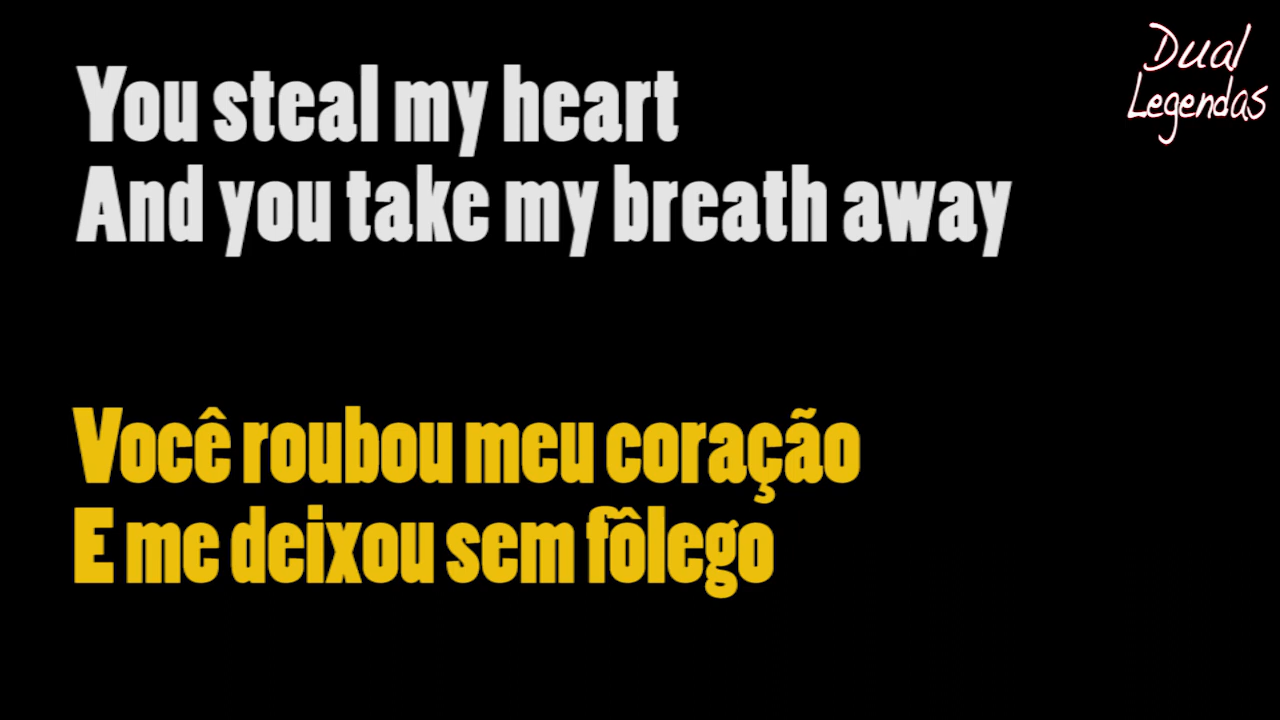 You steal my heart
And you take my breath away
Você roubou meu coração
E me deixou sem fôlego
Dual
Legendas